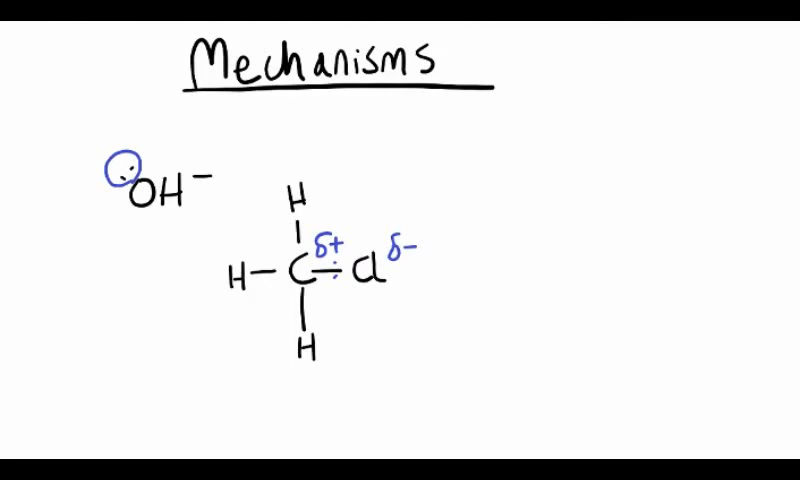 Mechanisms
OH⁻
H
δ+ δ-
H-C-Cl
H